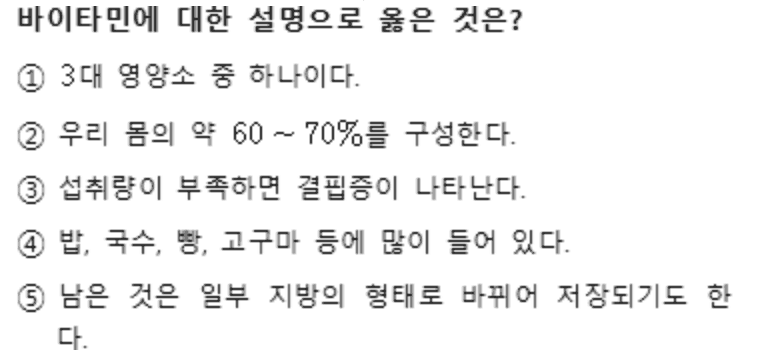 바이타민에 대한 설명으로 옳은 것은?
① 3대 영양소 중 하나이다.
② 우리 몸의 약 60 ~ 70%를 구성한다.
③ 섭취량이 부족하면 결핍증이 나타난다.
④ 밥, 국수, 빵, 고구마 등에 많이 들어 있다.
⑤ 남은 것은 일부 지방의 형태로 바뀌어 저장되기도 한
다.